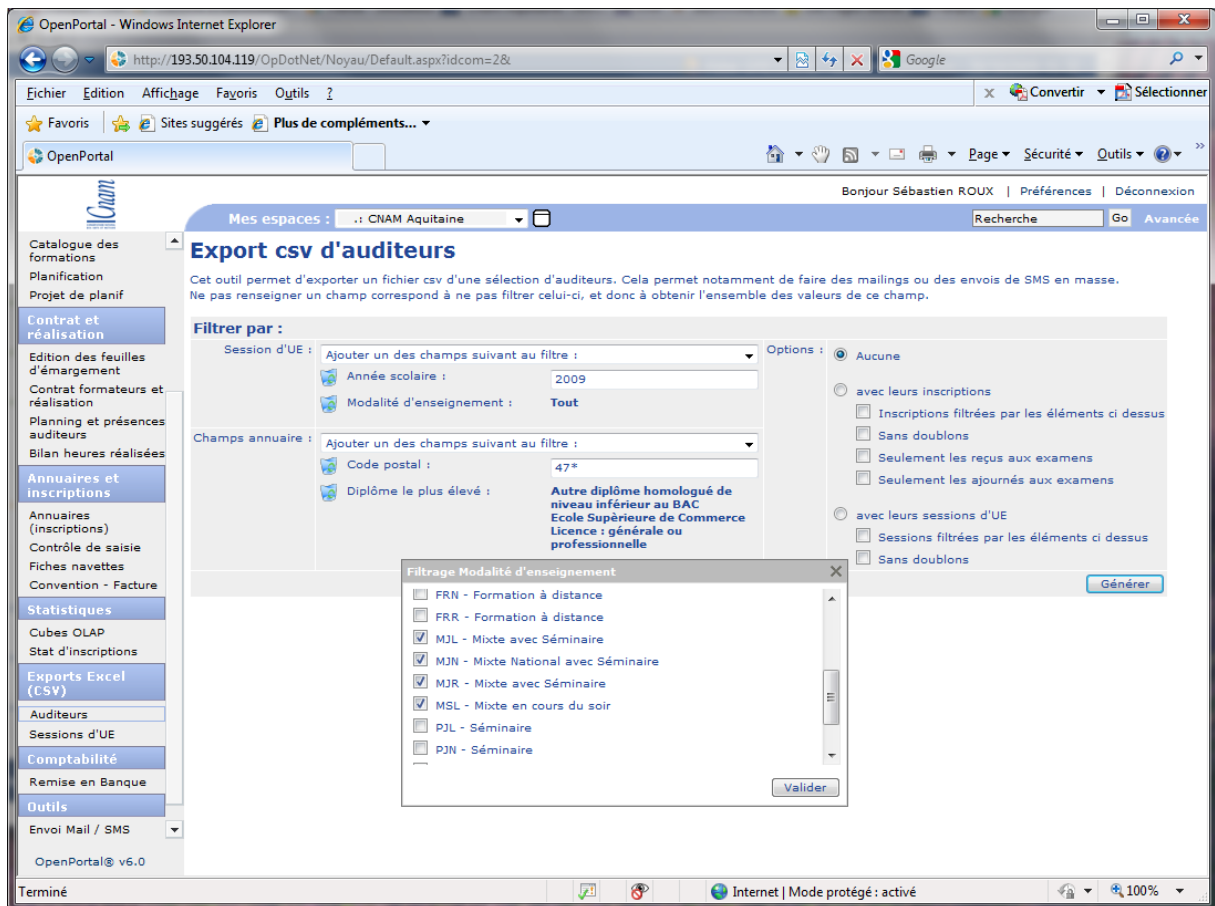 OpenPortal - Windows Internet Explorer
http://193.50.104.119/OpDotNet/Noyau/Default.aspx?idcom=2&
Google
Fichier Edition Affichage Favoris Outils ?
x Convertir Sélectionner
Favoris Sites suggérés Plus de compléments...
OpenPortal
Page Sécurité Outils »
Cnam
Bonjour Sébastien ROUX | Préférences | Déconnexion
Mes espaces : .: CNAM Aquitaine
Recherche Go Avancée
Catalogue des
formations
Planification
Projet de planif
Contrat et
réalisation
Edition des feuilles
d'émargement
Contrat formateurs et
réalisation
Planning et présences
auditeurs
Bilan heures réalisées
Annuaires et
inscriptions
Annuaires
(inscriptions)
Contrôle de saisie
Fiches navettes
Convention - Facture
Statistiques
Cubes OLAP
Stat d'inscriptions
Exports Excel
(CSV)
Auditeurs
Sessions d'UE
Comptabilité
Remise en Banque
Outils
Envoi Mail / SMS
OpenPortal® v6.0
Export csv d'auditeurs
Cet outil permet d'exporter un fichier csv d'une sélection d'auditeurs. Cela permet notamment de faire des mailings ou des envois de SMS en masse.
Ne pas renseigner un champ correspond à ne pas filtrer celui-ci, et donc à obtenir l'ensemble des valeurs de ce champ.
Filtrer par :
Session d'UE : Ajouter un des champs suivant au filtre :
Année scolaire : 2009
Modalité d'enseignement : Tout
Champs annuaire : Ajouter un des champs suivant au filtre :
Code postal : 47*
Diplôme le plus élevé : Autre diplôme homologué de
niveau inférieur au BAC
Ecole Supèrieure de Commerce
Licence : générale ou
professionnelle
Options : Aucune
avec leurs inscriptions
Inscriptions filtrées par les éléments ci dessus
Sans doublons
Seulement les reçus aux examens
Seulement les ajournés aux examens
avec leurs sessions d'UE
Sessions filtrées par les éléments ci dessus
Sans doublons
Générer
Filtrage Modalité d'enseignement
FRN - Formation à distance
FRR - Formation à distance
MJL - Mixte avec Séminaire
MJN - Mixte National avec Séminaire
MJR - Mixte avec Séminaire
MSL - Mixte en cours du soir
PJL - Séminaire
PJN - Séminaire
Valider
Terminé
Internet | Mode protégé : activé
100%